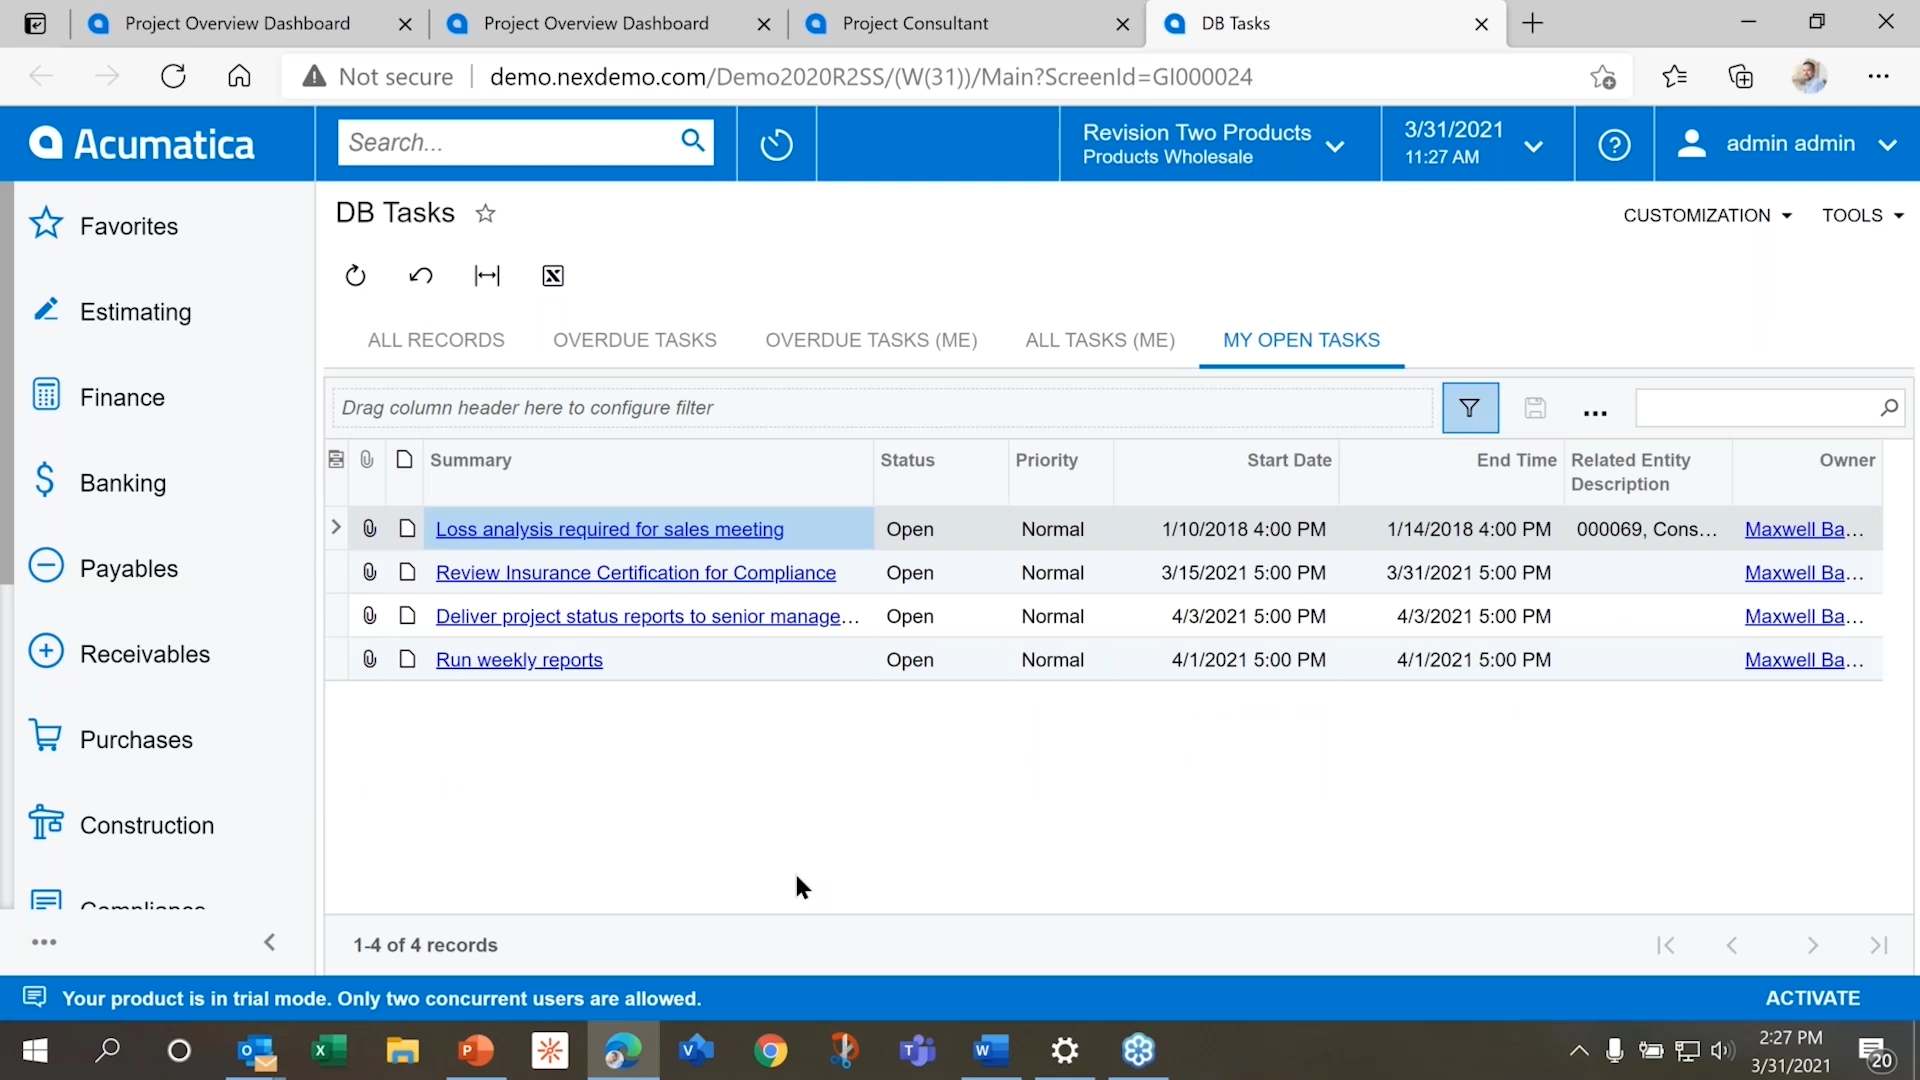 Project Overview Dashboard
Project Overview Dashboard
Project Consultant
DB Tasks
Not secure
demo.nexdemo.com/Demo2020R2SS/(W(31))/Main?ScreenId=GI000024
Acumatica
Search...
Revision Two Products
Products Wholesale
3/31/2021
11:27 AM
admin admin
Favorites
Estimating
Finance
Banking
Payables
Receivables
Purchases
Construction
Compliance
DB Tasks
CUSTOMIZATION
TOOLS
ALL RECORDS
OVERDUE TASKS
OVERDUE TASKS (ME)
ALL TASKS (ME)
MY OPEN TASKS
Drag column header here to configure filter
Summary Status Priority Start Date End Time Related Entity Description Owner
Loss analysis required for sales meeting Open Normal 1/10/2018 4:00 PM 1/14/2018 4:00 PM 000069, Cons... Maxwell Ba...
Review Insurance Certification for Compliance Open Normal 3/15/2021 5:00 PM 3/31/2021 5:00 PM Maxwell Ba...
Deliver project status reports to senior manage... Open Normal 4/3/2021 5:00 PM 4/3/2021 5:00 PM Maxwell Ba...
Run weekly reports Open Normal 4/1/2021 5:00 PM 4/1/2021 5:00 PM Maxwell Ba...
1-4 of 4 records
Your product is in trial mode. Only two concurrent users are allowed.
ACTIVATE
2:27 PM
3/31/2021
20